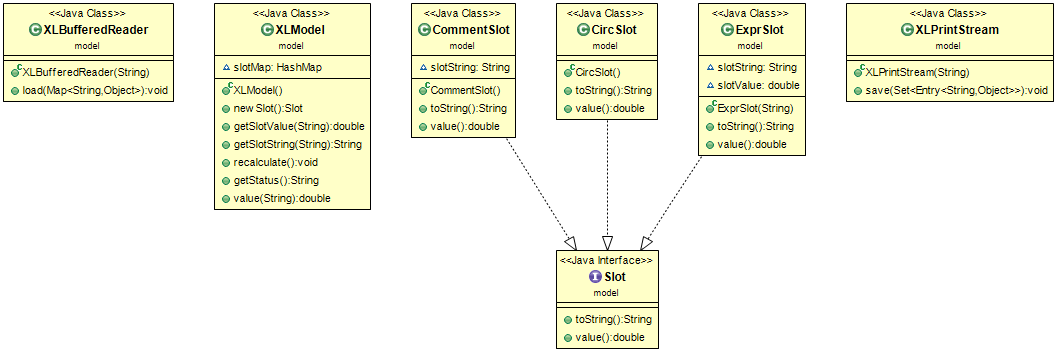 <<Java Class>>
XLBufferedReader
model
XLBufferedReader(String)
load(Map<String,Object>):void
<<Java Class>>
XLModel
model
slotMap: HashMap
XLModel()
new Slot():Slot
getSlotValue(String):double
getSlotString(String):String
recalculate():void
getStatus():String
value(String):double
<<Java Class>>
CommentSlot
model
slotString: String
CommentSlot()
toString():String
value():double
<<Java Class>>
CircSlot
model
CircSlot()
toString():String
value():double
<<Java Class>>
ExprSlot
model
slotString: String
slotValue: double
ExprSlot(String)
toString():String
value():double
<<Java Class>>
XLPrintStream
model
XLPrintStream(String)
save(Set<Entry<String,Object>>):void
<<Java Interface>>
Slot
model
toString():String
value():double